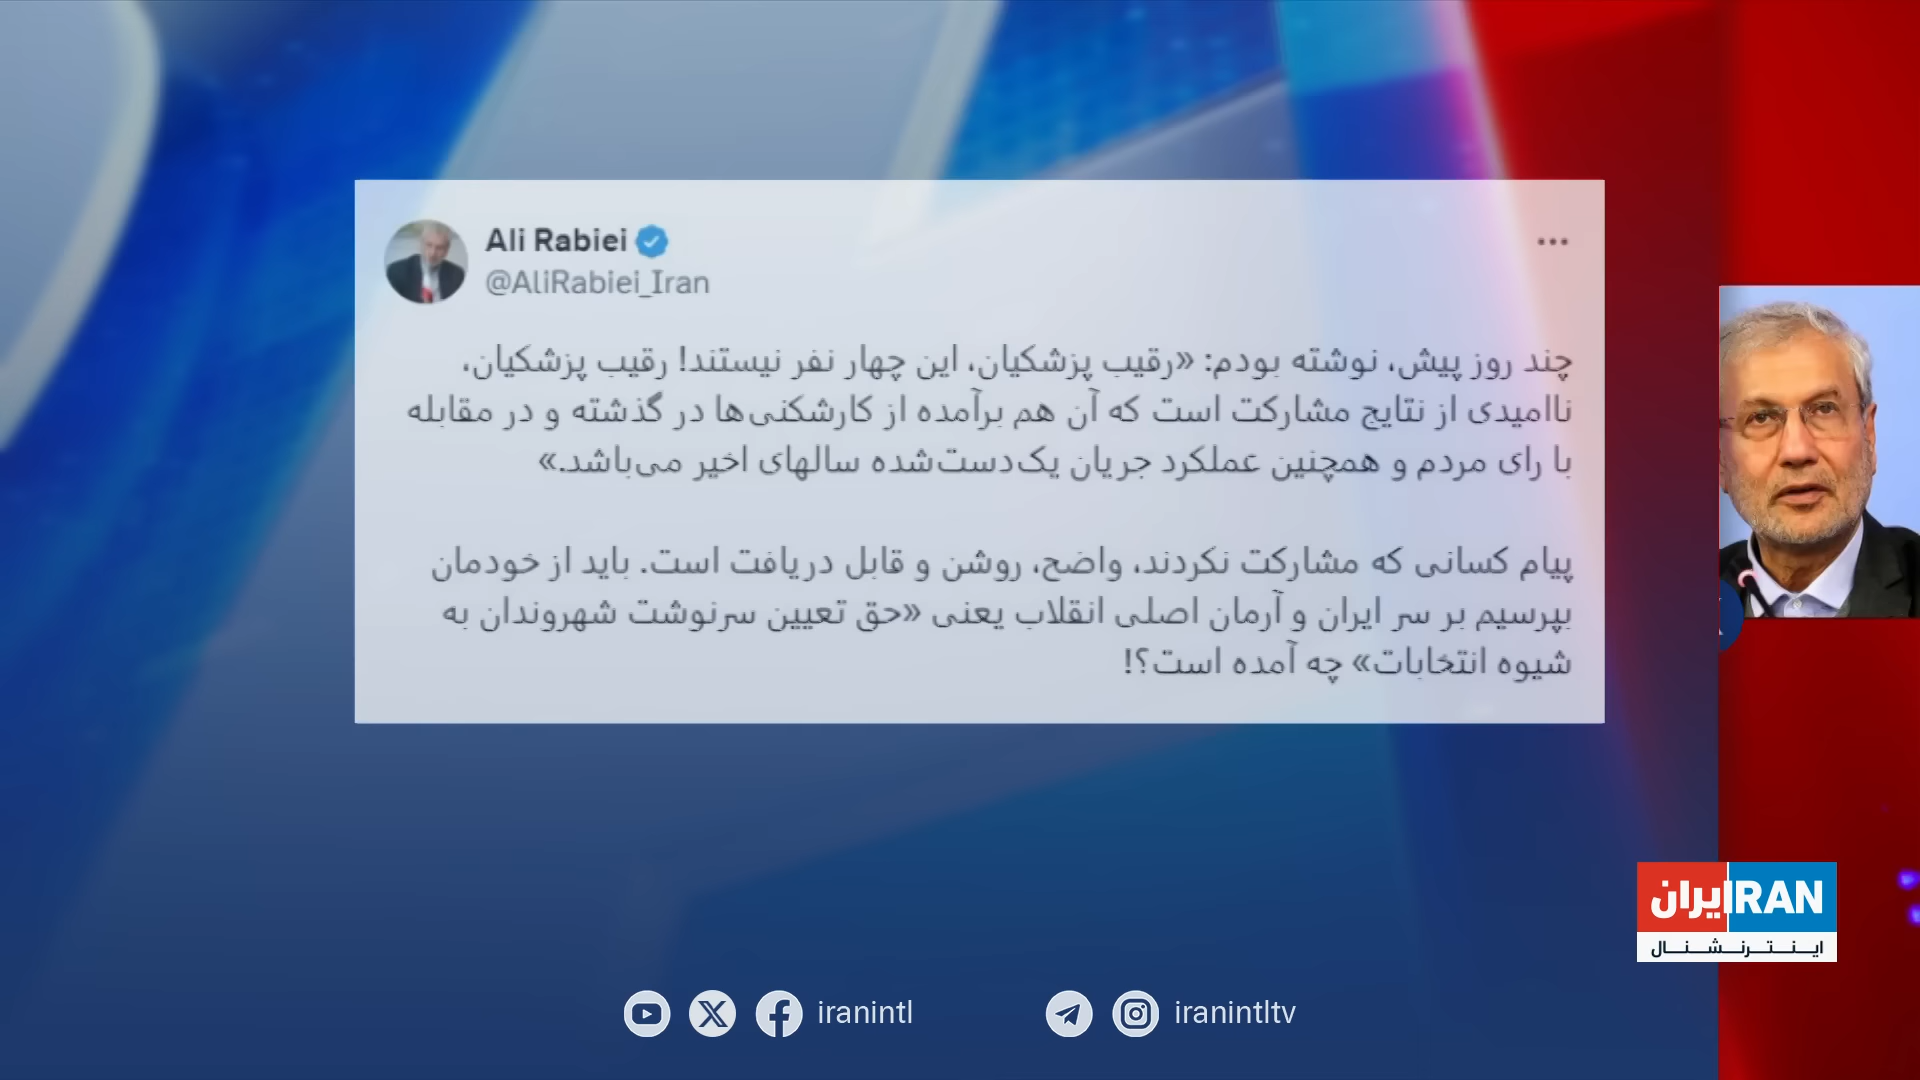 Ali Rabiei
@AliRabiei_Iran
چند روز پیش، نوشته بودم: «رقیب پزشکیان، این چهار نفر نیستند! رقیب پزشکیان،
ناامیدی از نتایج مشارکت است که آن هم برآمده از کارشکنی‌ها در گذشته و در مقابله
با رای مردم و همچنین عملکرد جریان یک‌دست‌شده سالهای اخیر می‌باشد.»
پیام کسانی که مشارکت نکردند، واضح، روشن و قابل دریافت است. باید از خودمان
بپرسیم بر سر ایران و آرمان اصلی انقلاب یعنی «حق تعیین سرنوشت شهروندان به
شیوه انتخابات» چه آمده است؟!
ایران IRAN
اینترنشنال
iranintl
iranintltv